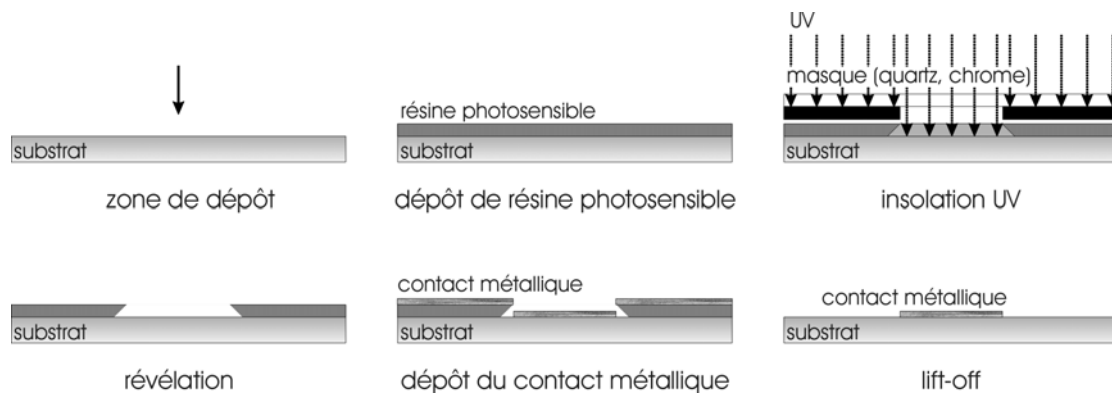 substrat
zone de dépôt
résine photosensible
substrat
dépôt de résine photosensible
UV
masque (quartz, chrome)
substrat
insolation UV
substrat
révélation
contact métallique
substrat
dépôt du contact métallique
contact métallique
substrat
lift-off